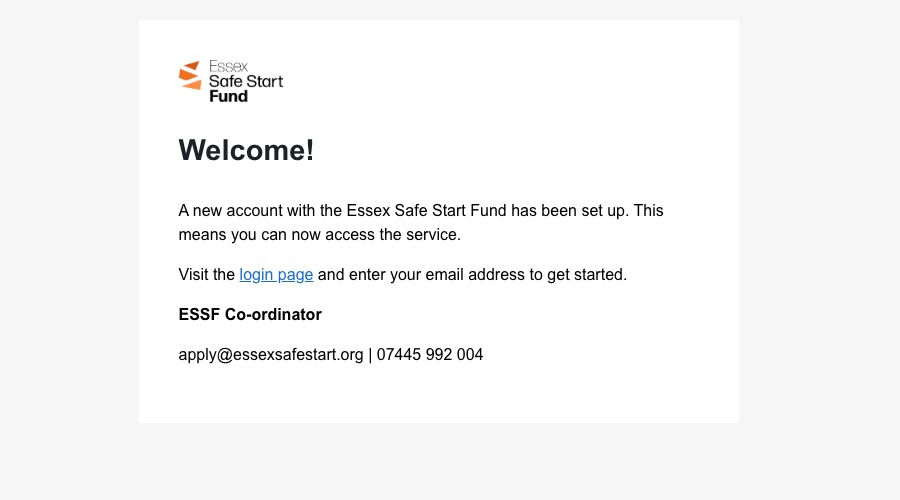 Essex
Safe Start
Fund
Welcome!
A new account with the Essex Safe Start Fund has been set up. This
means you can now access the service.
Visit the login page and enter your email address to get started.
ESSF Co-ordinator
apply@essexsafestart.org | 07445 992 004